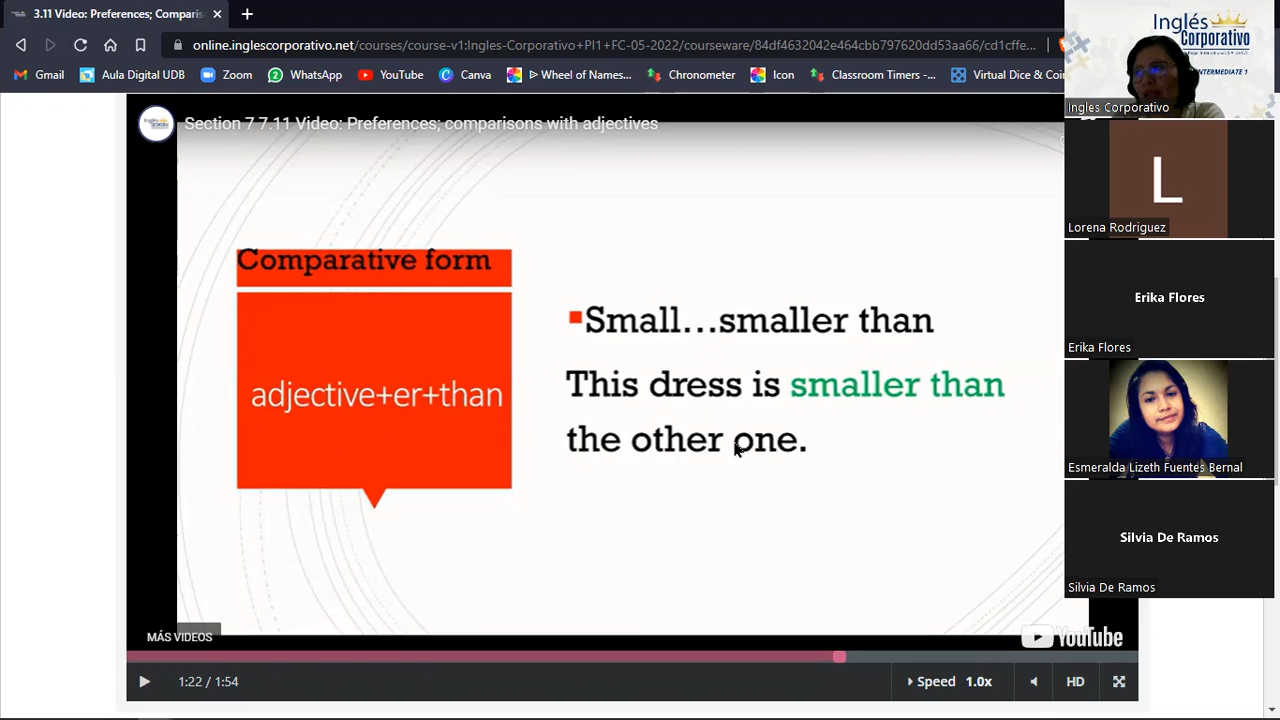 3.11 Video: Preferences; Comparis
online.inglescorporativo.net/courses/course-v1:Ingles-Corporativo+PI1+FC-05-2022/courseware/84df4632042e464cbb797620dd53aa66/cd1cffe...
Gmail
Aula Digital UDB
Zoom
WhatsApp
YouTube
Canva
Wheel of Names...
Chronometer
Icon
Classroom Timers -...
Virtual Dice & Coi
Section 7 7.11 Video: Preferences; comparisons with adjectives
Comparative form
adjective+er+than
Small...smaller than
This dress is smaller than
the other one.
MÁS VIDEOS
YouTube
1:22 / 1:54
Speed 1.0x
HD
Inglés
Corporativo
INTERMEDIATE 1
Ingles Corporativo
L
Lorena Rodriguez
Erika Flores
Erika Flores
Esmeralda Lizeth Fuentes Bernal
Silvia De Ramos
Silvia De Ramos